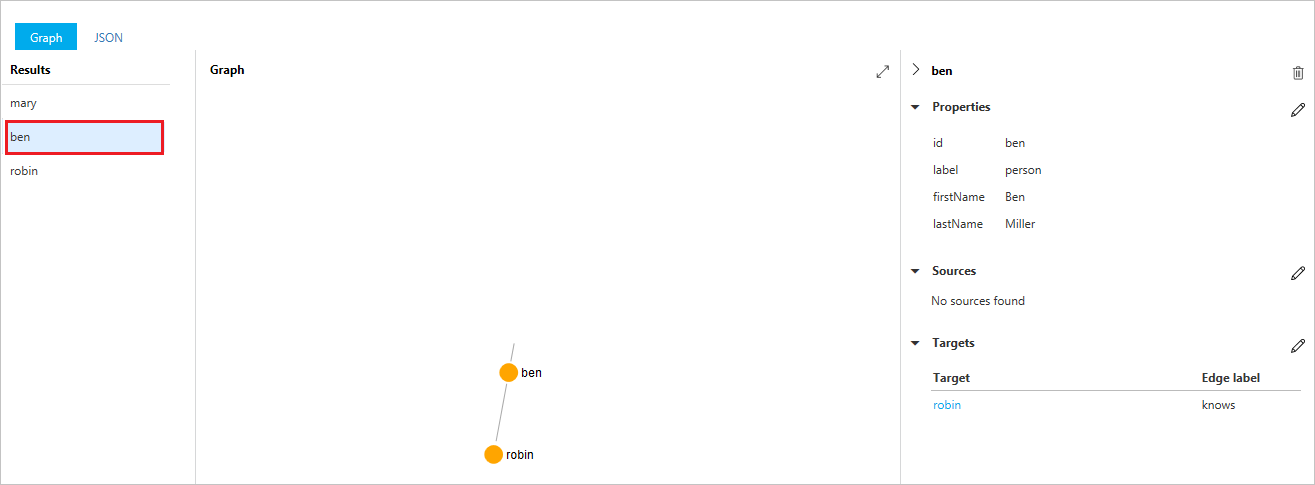 Graph JSON
Results
mary
ben
robin
Graph
ben
robin
ben
Properties
id ben
label person
firstName Ben
lastName Miller
Sources
No sources found
Targets
Target Edge label
robin knows